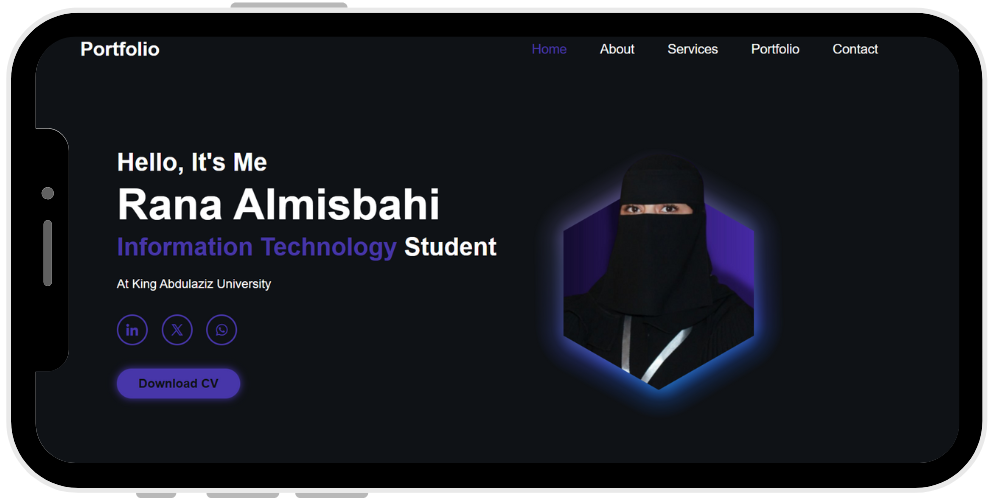 Portfolio
Home About Services Portfolio Contact
Hello, It's Me
Rana Almisbahi
Information Technology Student
At King Abdulaziz University
in X
Download CV